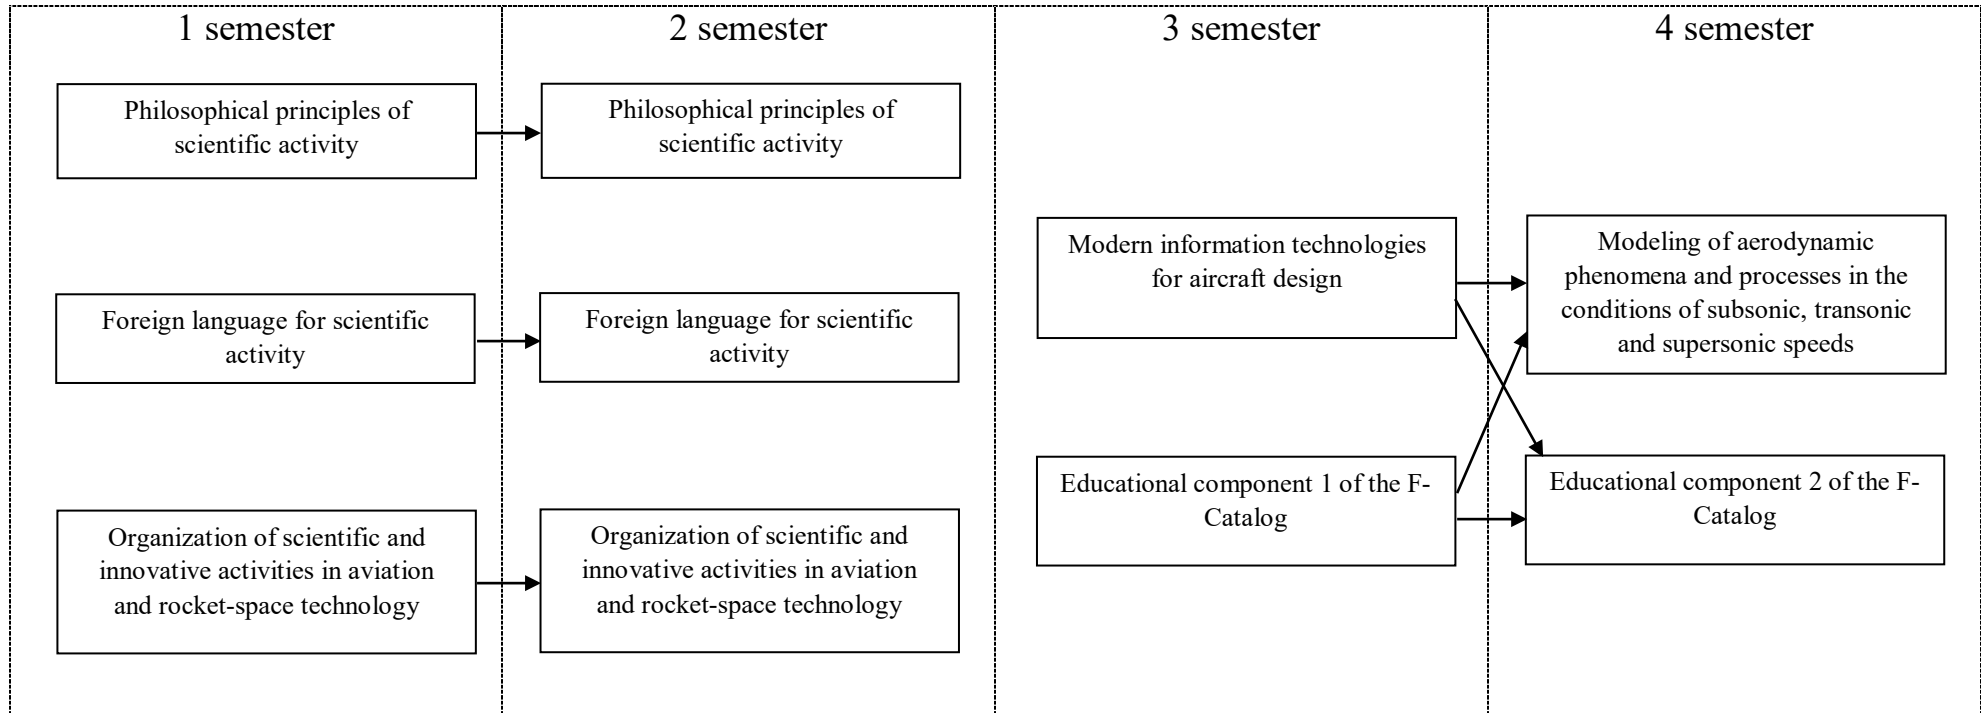 1 semester
2 semester
3 semester
4 semester
Philosophical principles of
scientific activity
Philosophical principles of
scientific activity
Foreign language for scientific
activity
Foreign language for scientific
activity
Organization of scientific and
innovative activities in aviation
and rocket-space technology
Organization of scientific and
innovative activities in aviation
and rocket-space technology
Modern information technologies
for aircraft design
Modeling of aerodynamic
phenomena and processes in the
conditions of subsonic, transonic
and supersonic speeds
Educational component 1 of the F-
Catalog
Educational component 2 of the F-
Catalog